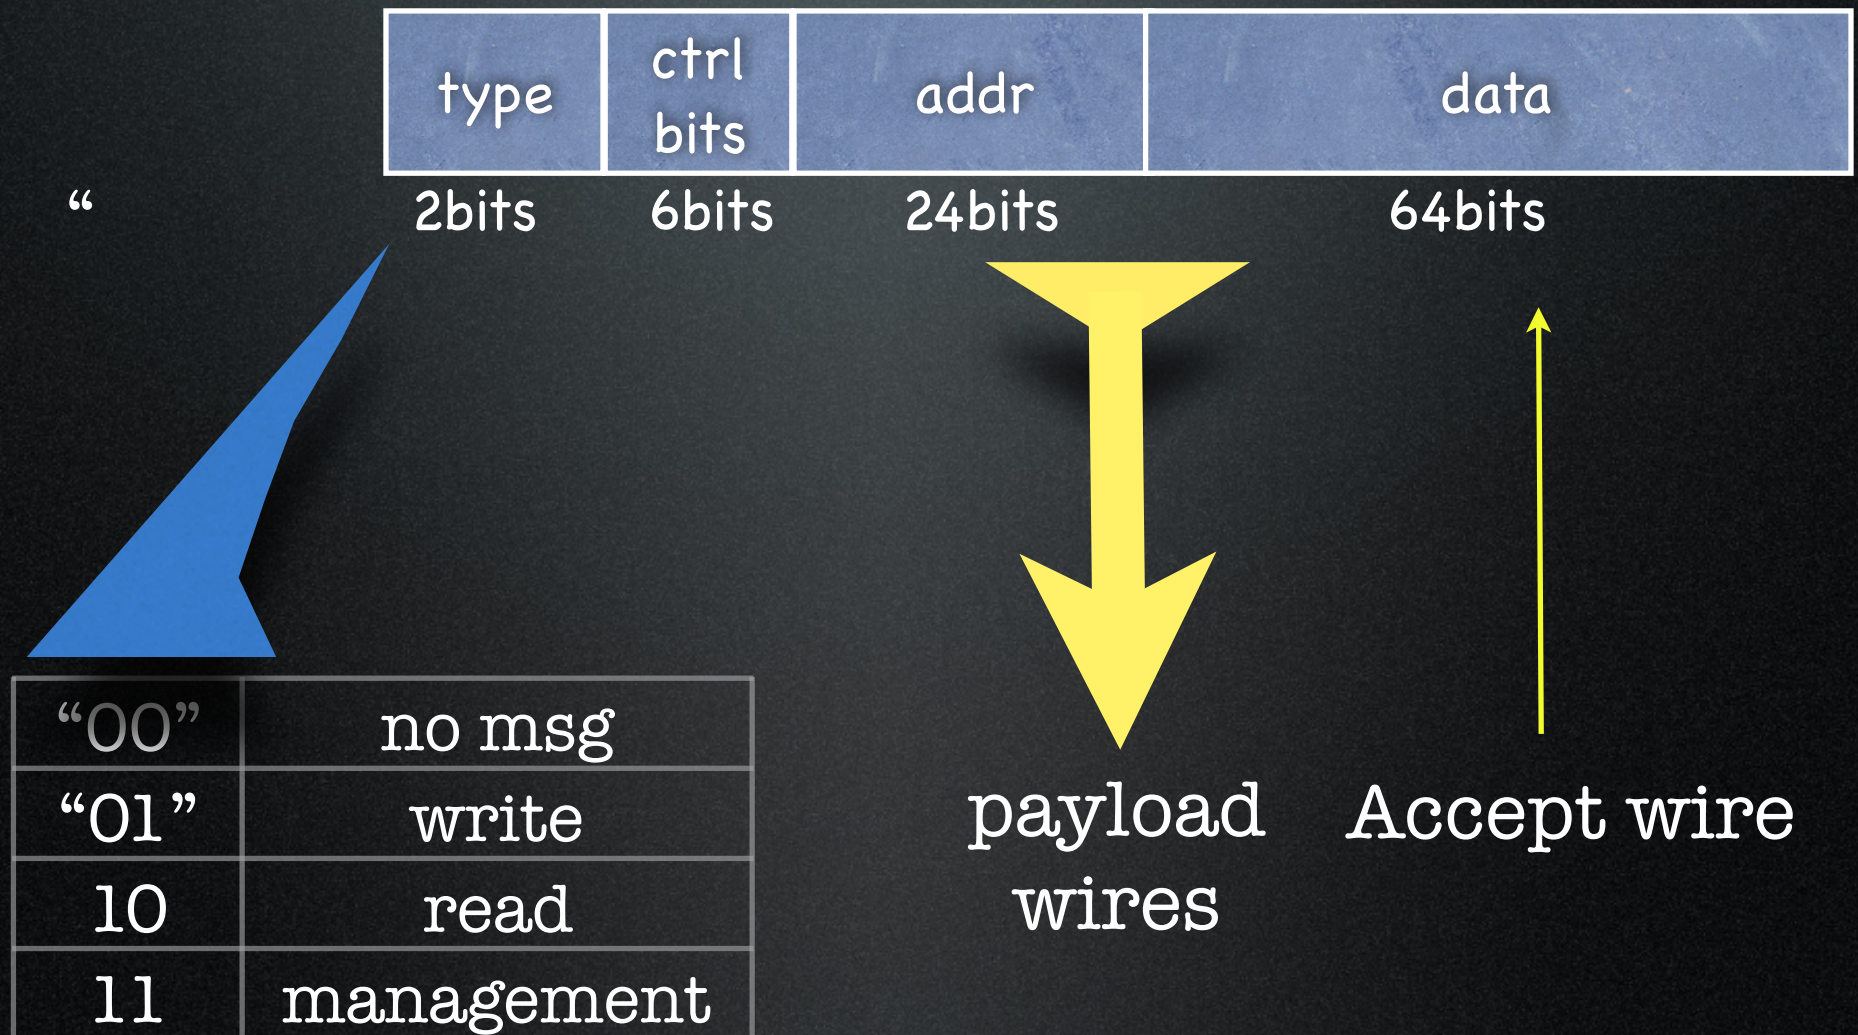 type
ctrl
bits
addr
data
“
2bits
6bits
24bits
64bits
“00”
no msg
“01”
write
10
read
11
management
payload
wires
Accept wire